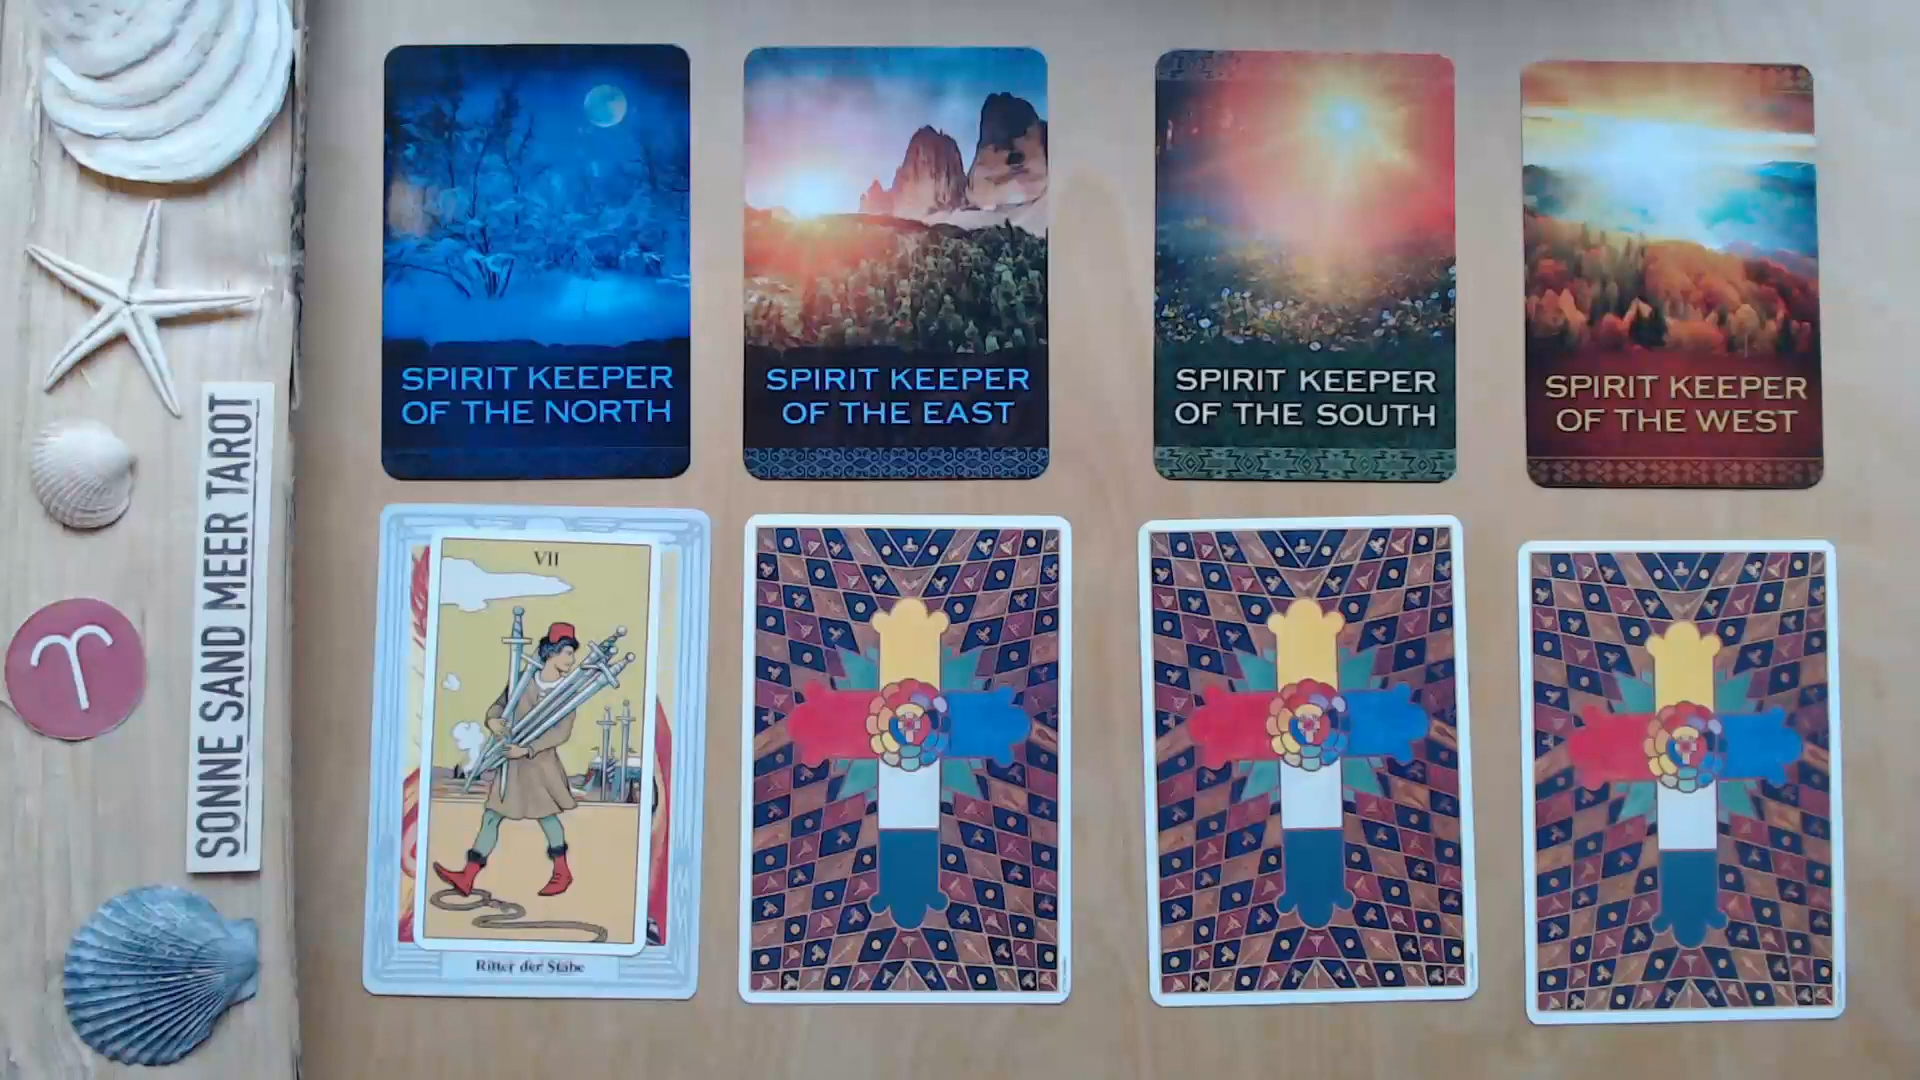 SPIRIT KEEPER
OF THE NORTH
SPIRIT KEEPER
OF THE EAST
SPIRIT KEEPER
OF THE SOUTH
SPIRIT KEEPER
OF THE WEST
SONNE SAND MEER TAROT
VII
Ritter der Stäbe